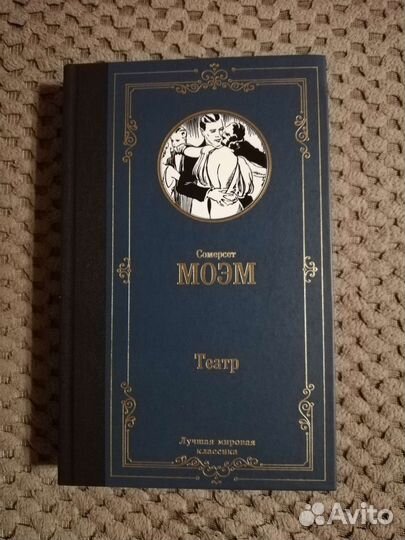 Сомерсет
МОЭМ
Театр
Лучшая мировая
классика
Avito